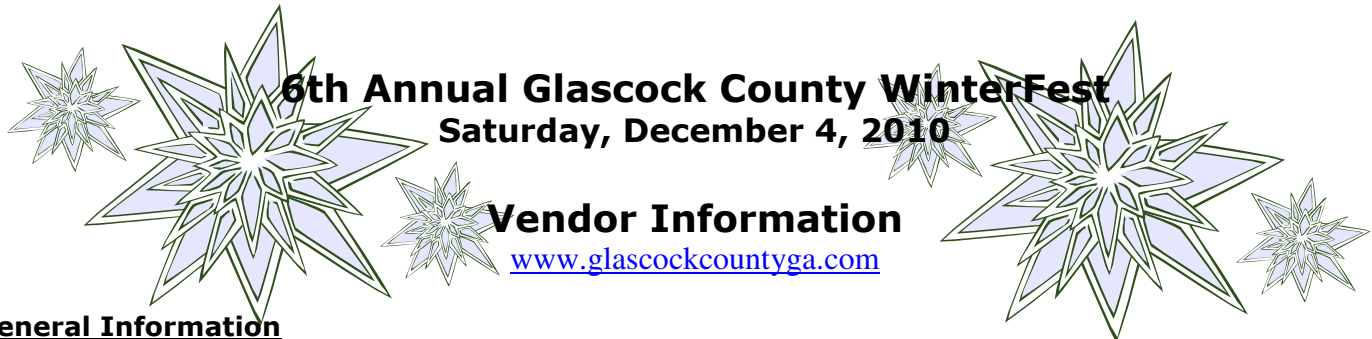 6th Annual Glascock County WinterFest
Saturday, December 4, 2010
Vendor Information
www.glascockcountyga.com
eneral Information